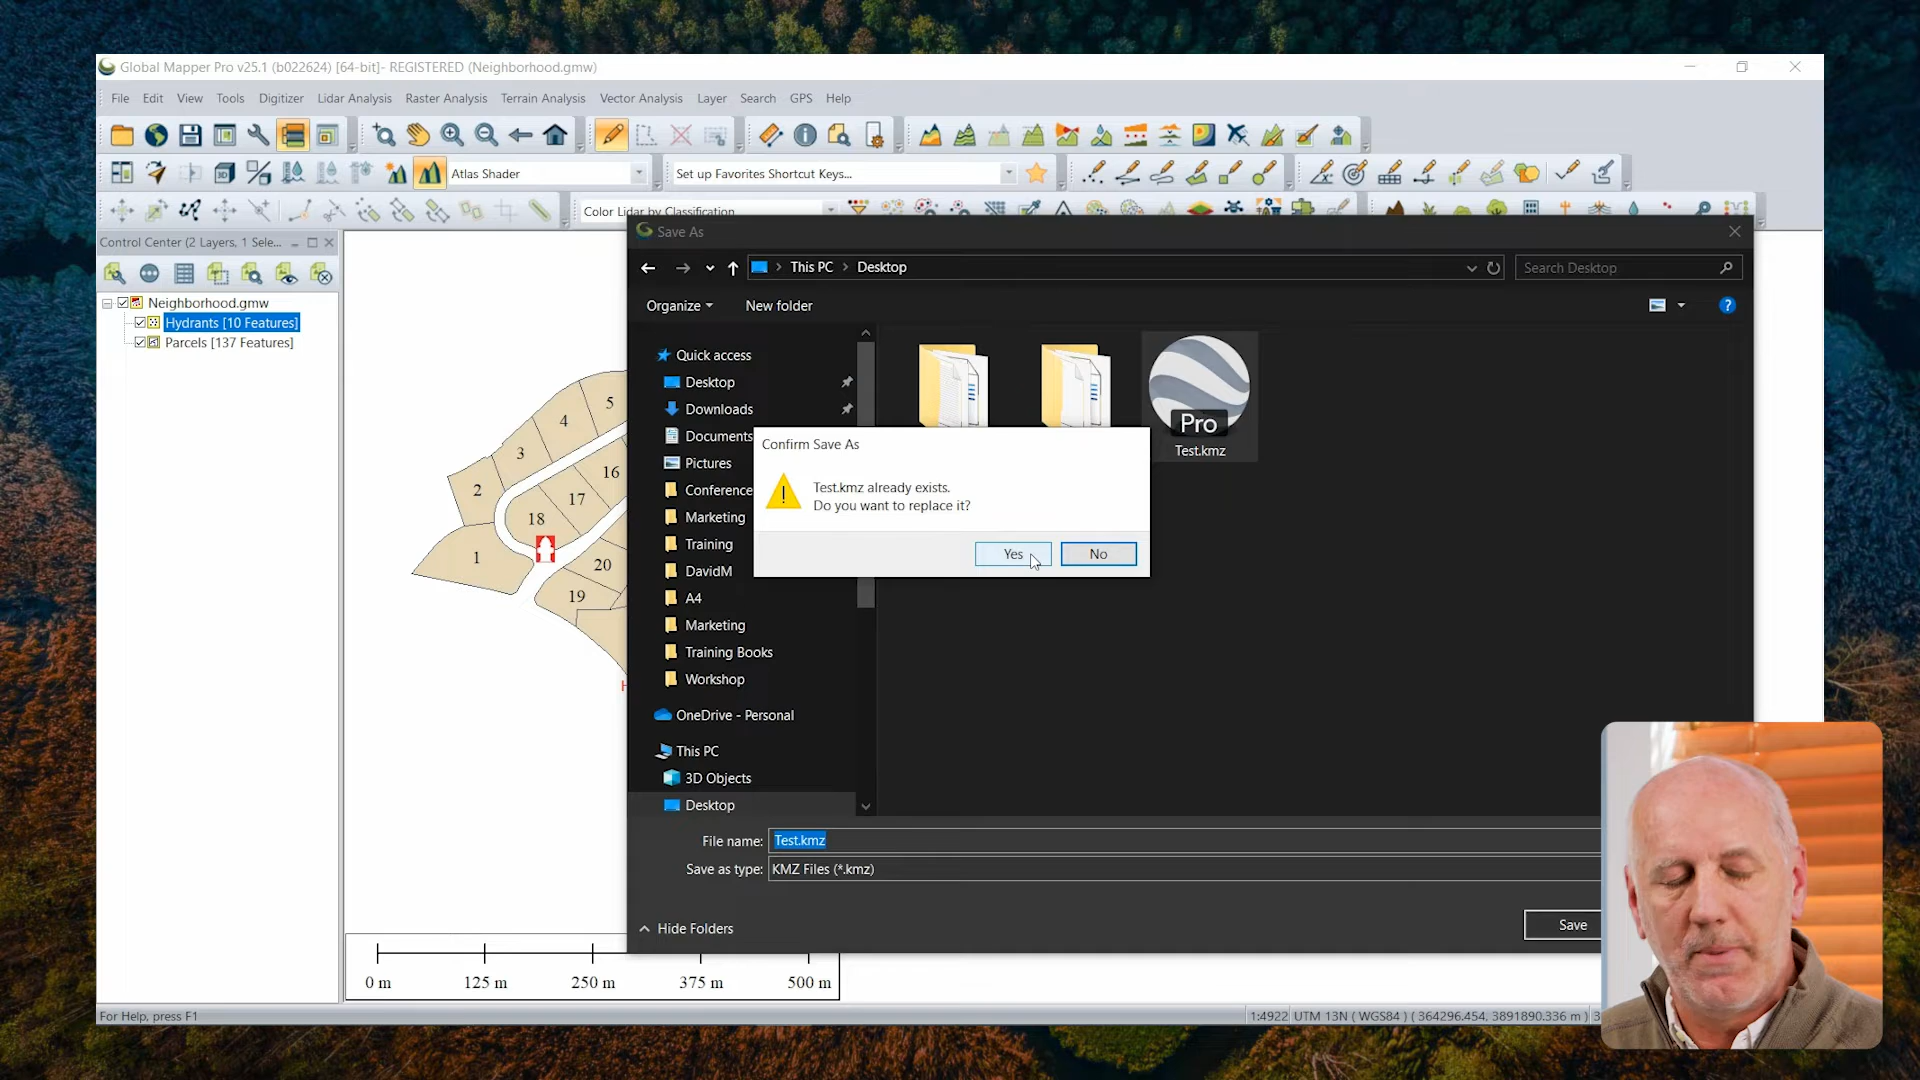 Global Mapper Pro v25.1 (b022624) [64-bit]- REGISTERED (Neighborhood.gmw)
File Edit View Tools Digitizer Lidar Analysis Raster Analysis Terrain Analysis Vector Analysis Layer Search GPS Help
Atlas Shader
Set up Favorites Shortcut Keys...
Color Lidar by Classification
Control Center (2 Layers, 1 Sele...
Neighborhood.gmw
Hydrants [10 Features]
Parcels [137 Features]
5
4
3
16
2
17
18
1
20
19
0 m
125 m
250 m
375 m
500 m
Save As
This PC > Desktop
Search Desktop
Organize
New folder
Quick access
Desktop
Downloads
Documents
Pictures
Conference
Marketing
Training
DavidM
A4
Marketing
Training Books
Workshop
OneDrive - Personal
This PC
3D Objects
Desktop
Pro
Test.kmz
Confirm Save As
Test.kmz already exists.
Do you want to replace it?
Yes
No
File name: Test.kmz
Save as type: KMZ Files (*.kmz)
Hide Folders
Save
For Help, press F1
1:4922 UTM 13N ( WGS84 ) ( 364296.454, 3891890.336 m )